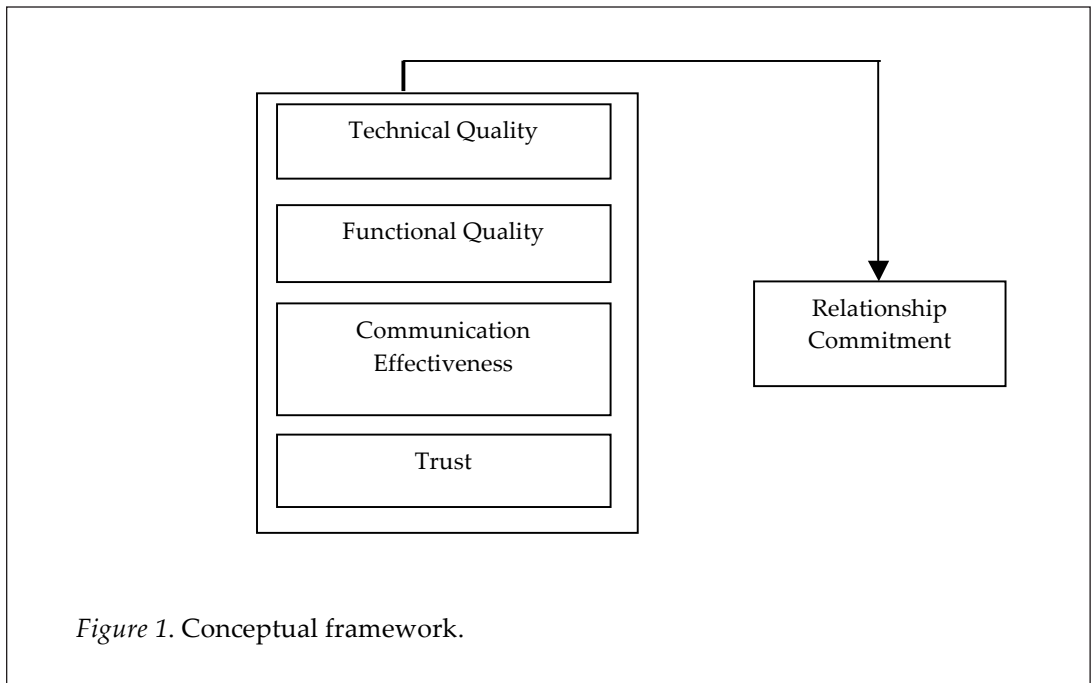 Technical Quality
Functional Quality
Communication
Effectiveness
Trust
Relationship
Commitment
Figure 1. Conceptual framework.